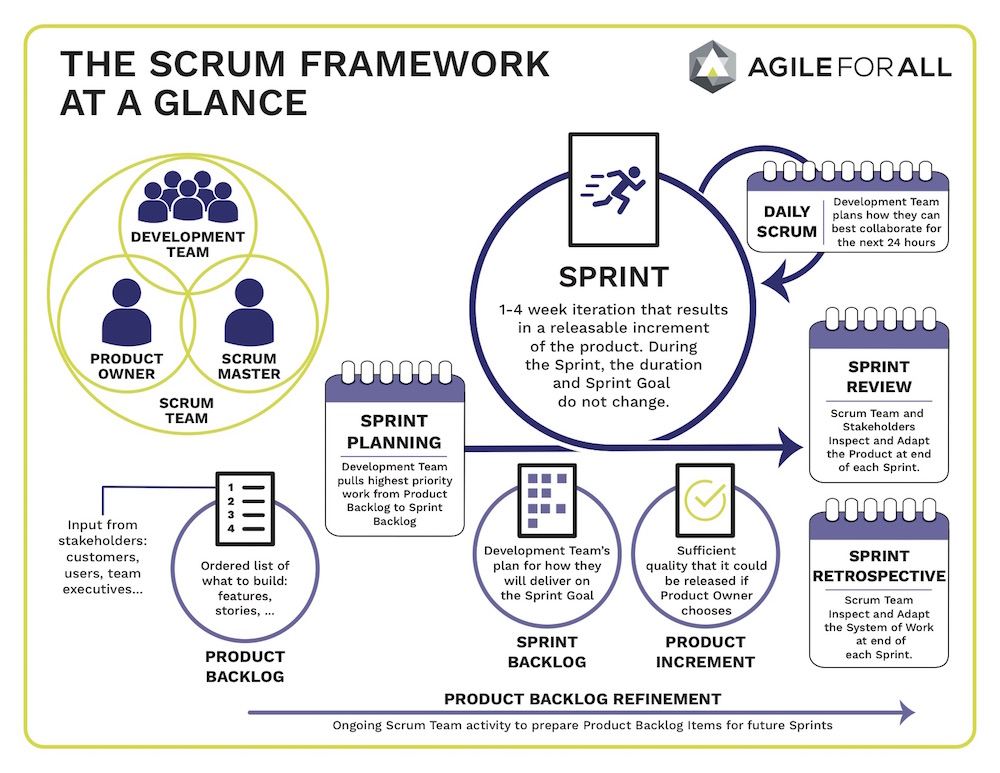 THE SCRUM FRAMEWORK
AT A GLANCE
AGILEFORALL
DEVELOPMENT
TEAM
PRODUCT
OWNER
SCRUM
MASTER
SCRUM
TEAM
SPRINT
1-4 week iteration that results
in a releasable increment
of the product. During
the Sprint, the duration
and Sprint Goal
do not change.
DAILY
SCRUM
Development Team
plans how they can
best collaborate for
the next 24 hours
SPRINT
REVIEW
Scrum Team and
Stakeholders
Inspect and Adapt
the Product at end
of each Sprint.
SPRINT
PLANNING
Development Team
pulls highest priority
work from Product
Backlog to Sprint
Backlog
Input from
stakeholders:
customers,
users, team
executives...
1
2
3
4
Ordered list of
what to build:
features,
stories, ...
PRODUCT
BACKLOG
Development Team's
plan for how they
will deliver on
the Sprint Goal
SPRINT
BACKLOG
Sufficient
quality that it could
be released if
Product Owner
chooses
PRODUCT
INCREMENT
SPRINT
RETROSPECTIVE
Scrum Team
Inspect and Adapt
the System of Work
at end of
each Sprint.
PRODUCT BACKLOG REFINEMENT
Ongoing Scrum Team activity to prepare Product Backlog Items for future Sprints